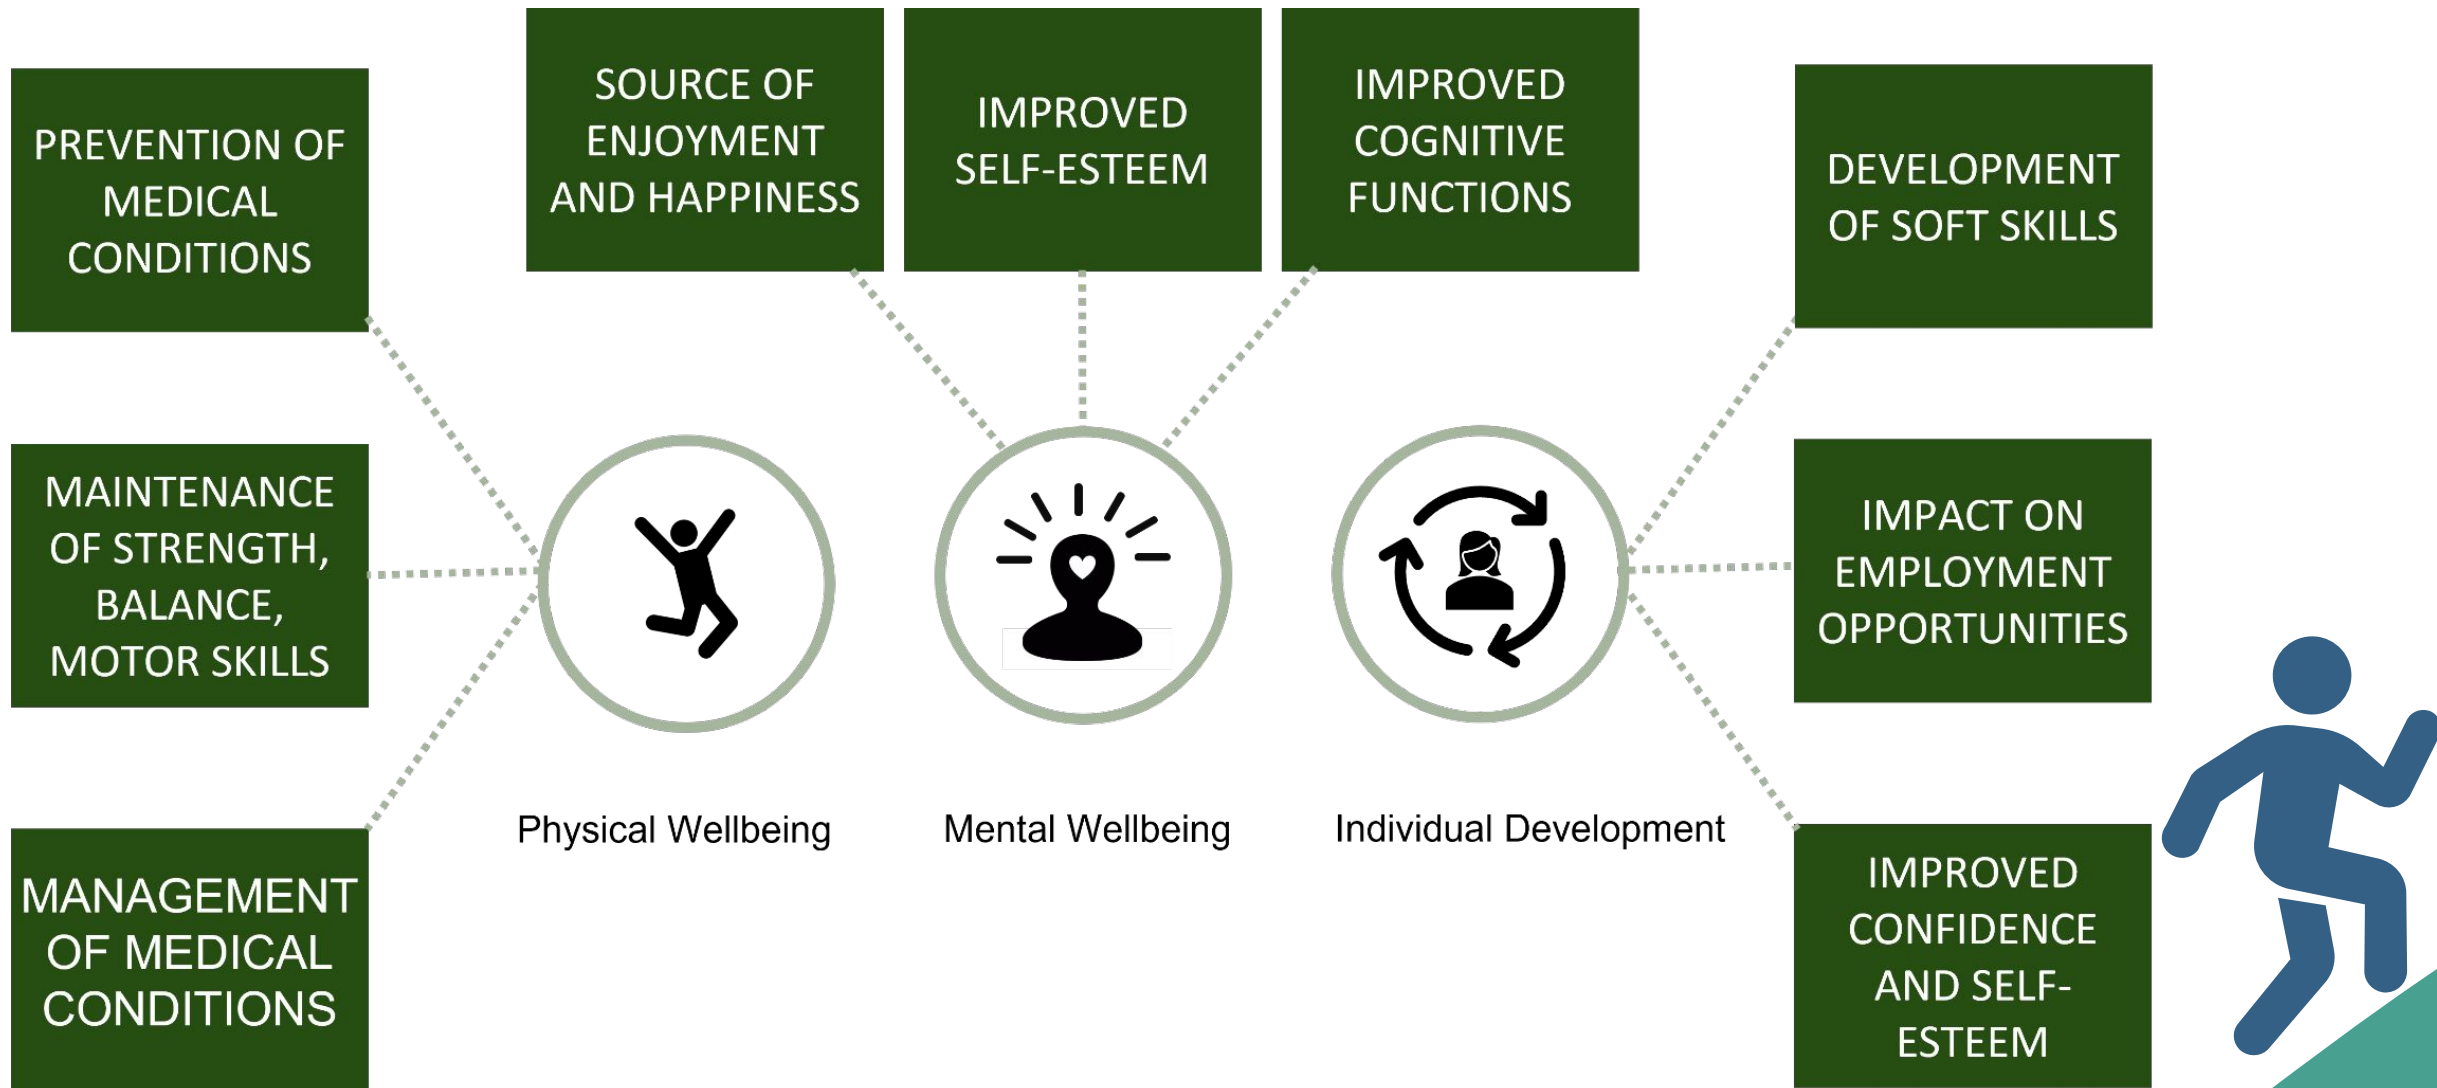 PREVENTION OF
MEDICAL
CONDITIONS
SOURCE OF
ENJOYMENT
AND HAPPINESS
IMPROVED
SELF-ESTEEM
IMPROVED
COGNITIVE
FUNCTIONS
DEVELOPMENT
OF SOFT SKILLS
MAINTENANCE
OF STRENGTH,
BALANCE,
MOTOR SKILLS
IMPACT ON
EMPLOYMENT
OPPORTUNITIES
Physical Wellbeing
Mental Wellbeing
Individual Development
MANAGEMENT
OF MEDICAL
CONDITIONS
IMPROVED
CONFIDENCE
AND SELF-
ESTEEM